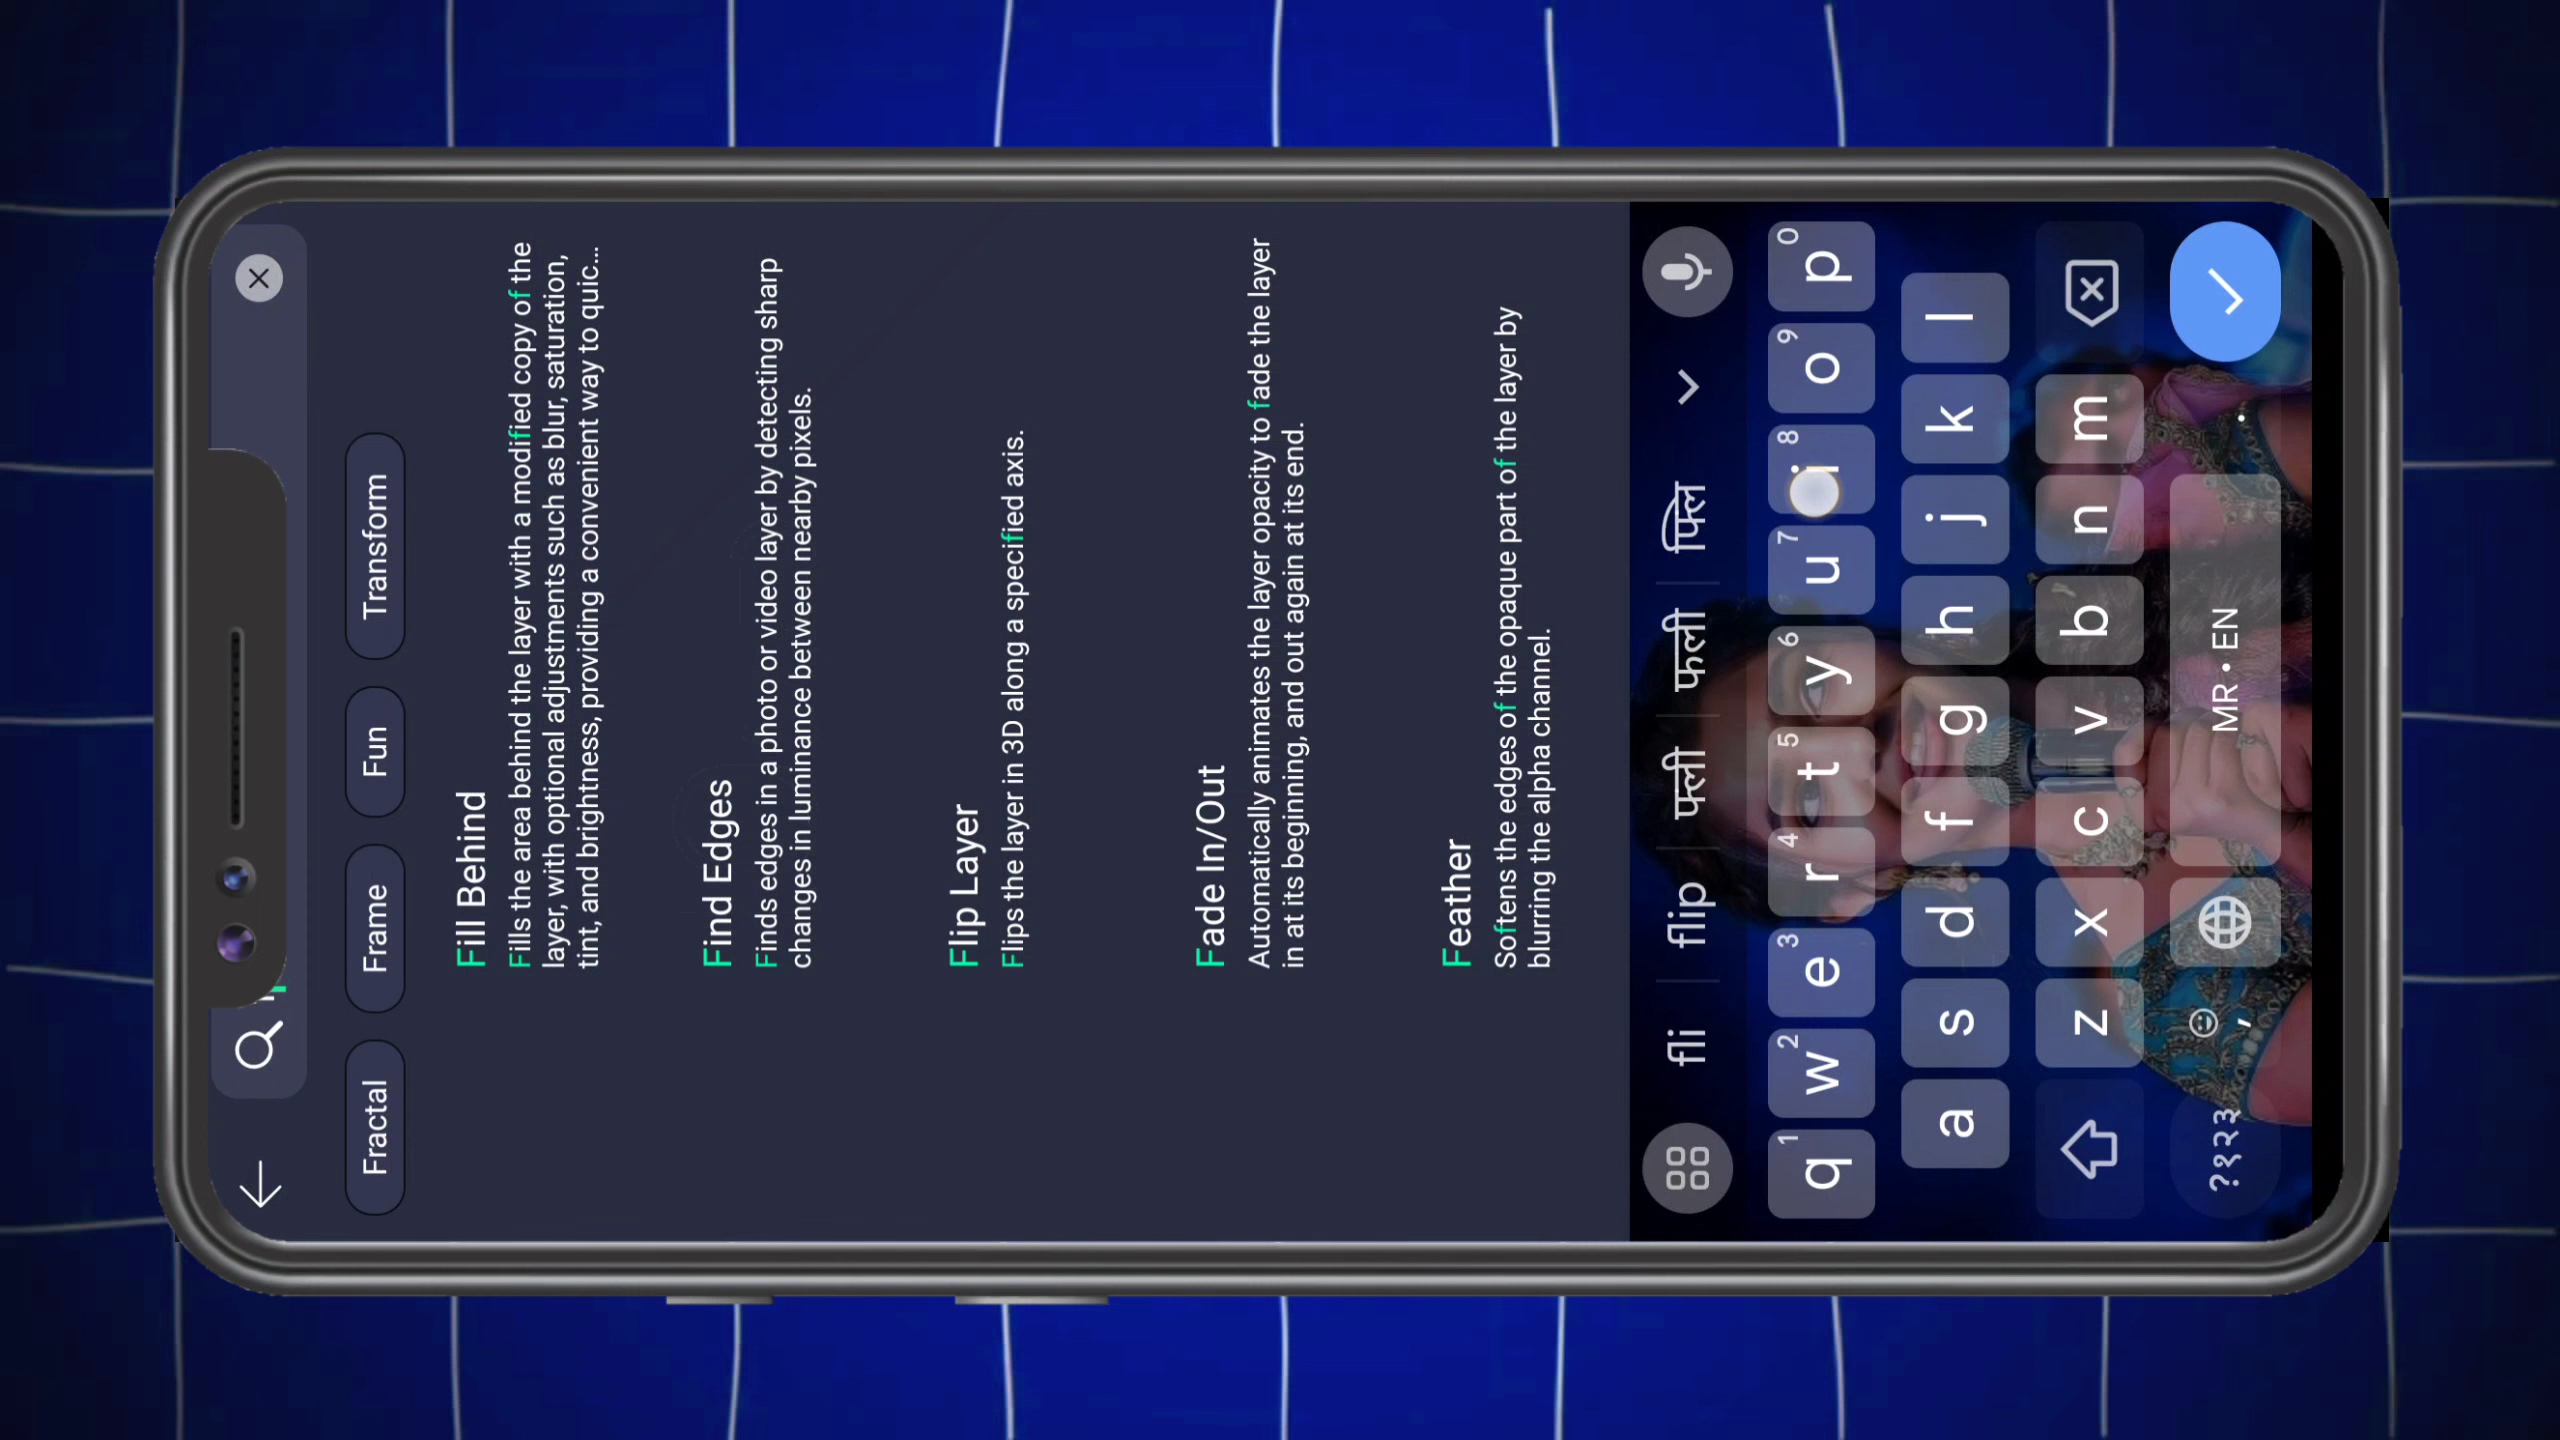 Fractal
Frame
Fun
Transform
Fill Behind
Fills the area behind the layer with a modified copy of the
layer, with optional adjustments such as blur, saturation,
tint, and brightness, providing a convenient way to quic...
Find Edges
Finds edges in a photo or video layer by detecting sharp
changes in luminance between nearby pixels.
Flip Layer
Flips the layer in 3D along a specified axis.
Fade In/Out
Automatically animates the layer opacity to fade the layer
in at its beginning, and out again at its end.
Feather
Softens the edges of the opaque part of the layer by
blurring the alpha channel.
fli flip फ्ली फली फ्लि
q 1 w 2 e 3 r 4 t 5 y 6 u 7 i 8 o 9 p 0
a s d f g h j k l
z x c v b n m
?१२३ , MR • EN .